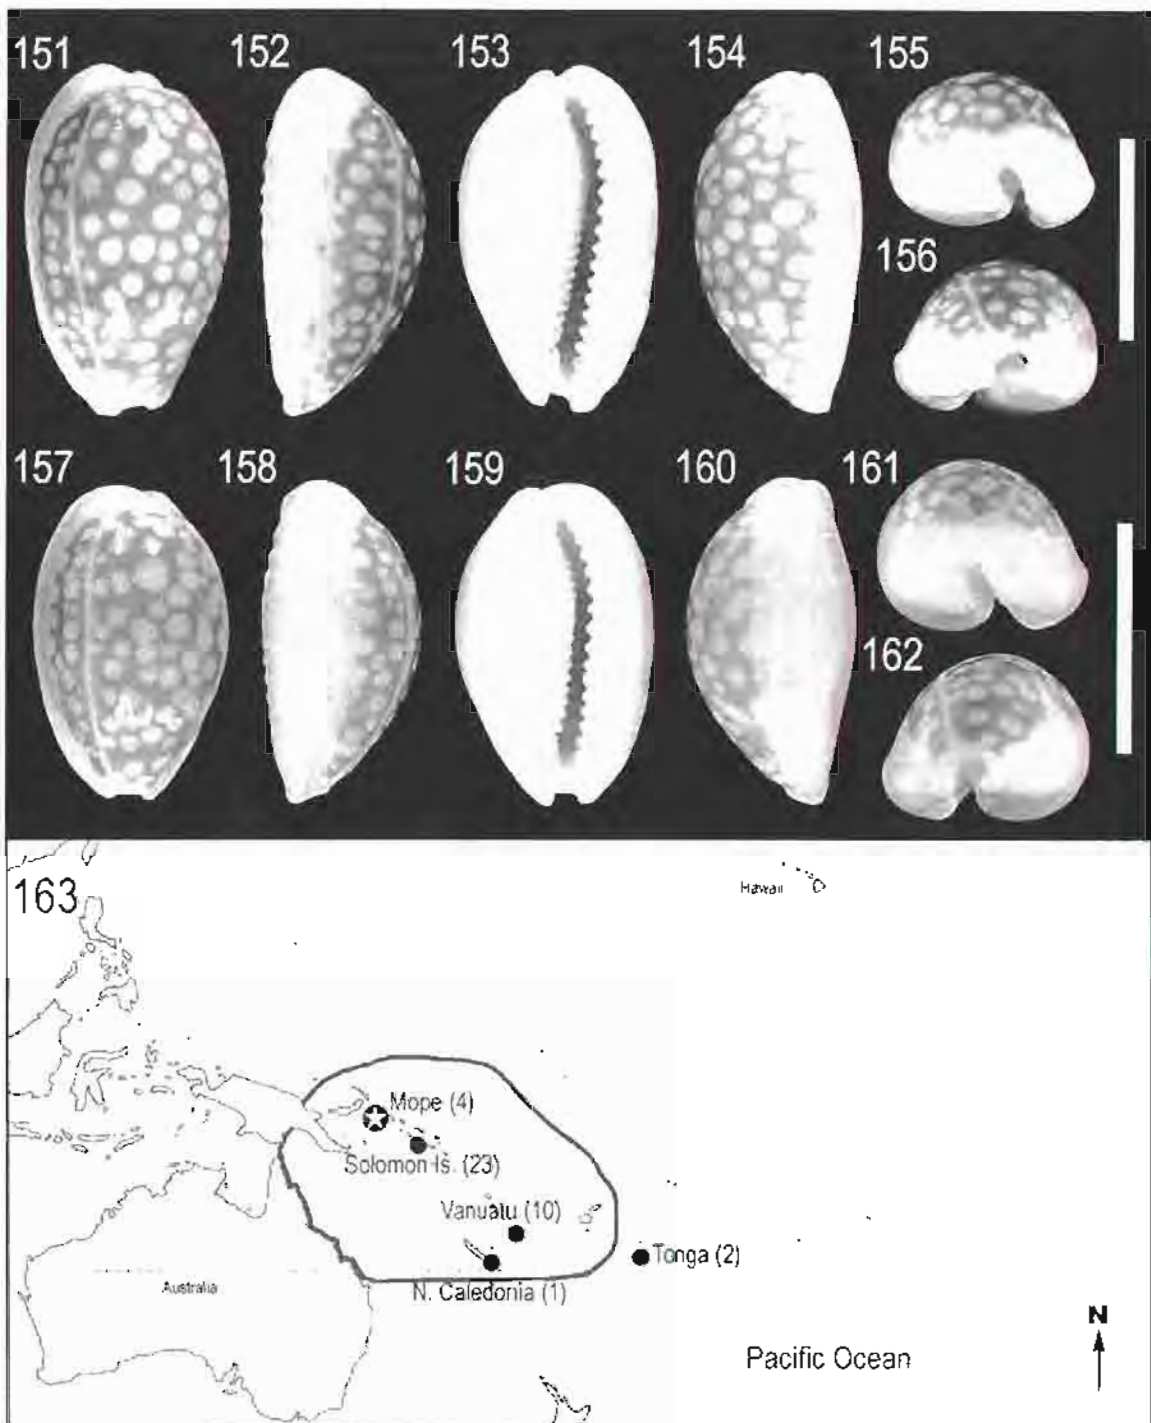 151 152 153 154 155
156
157 158 159 160 161
162
163
Hawaii
Mope (4)
Solomon Is. (23)
Vanuatu (10)
Tonga (2)
Australia
N. Caledonia (1)
N
Pacific Ocean